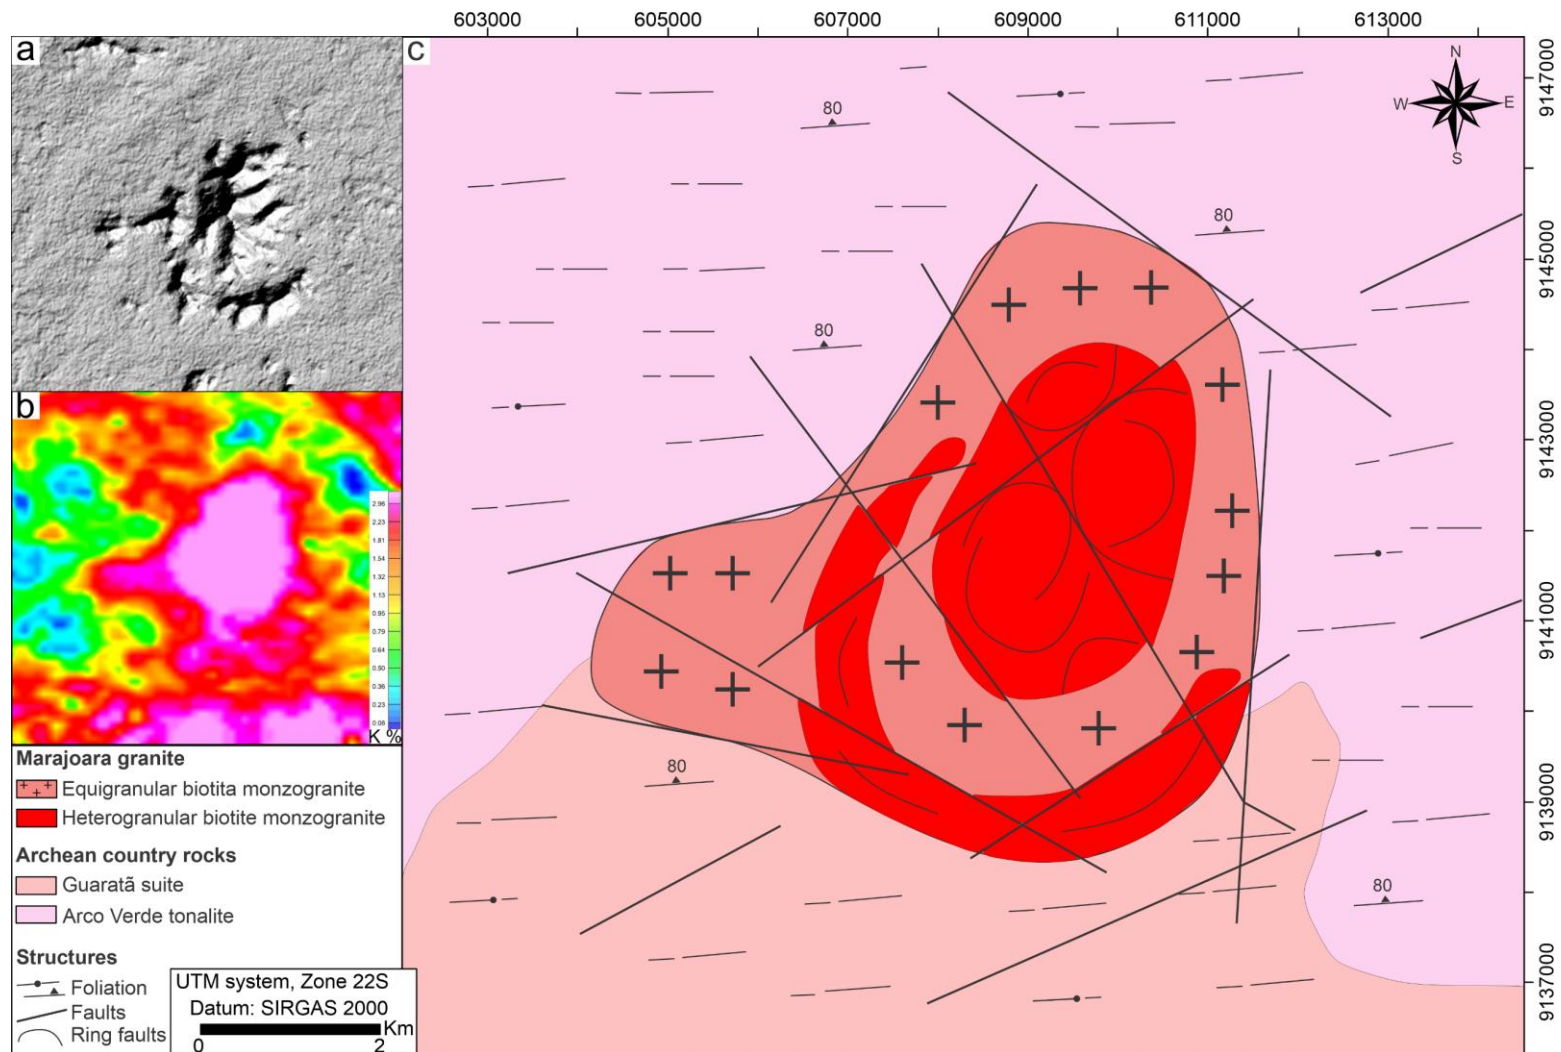 603000 605000 607000 609000 611000 613000
a
c
N
W E
S
9147000
9145000
9143000
9141000
9139000
9137000
80
80
80
80
80
b
2.96
2.23
1.81
1.54
1.32
1.13
0.95
0.79
0.64
0.50
0.36
0.23
0.08
K %
Marajoara granite
Equigranular biotita monzogranite
Heterogranular biotite monzogranite
Archean country rocks
Guaratã suite
Arco Verde tonalite
Structures
Foliation
Faults
Ring faults
UTM system, Zone 22S
Datum: SIRGAS 2000
Km
0 2